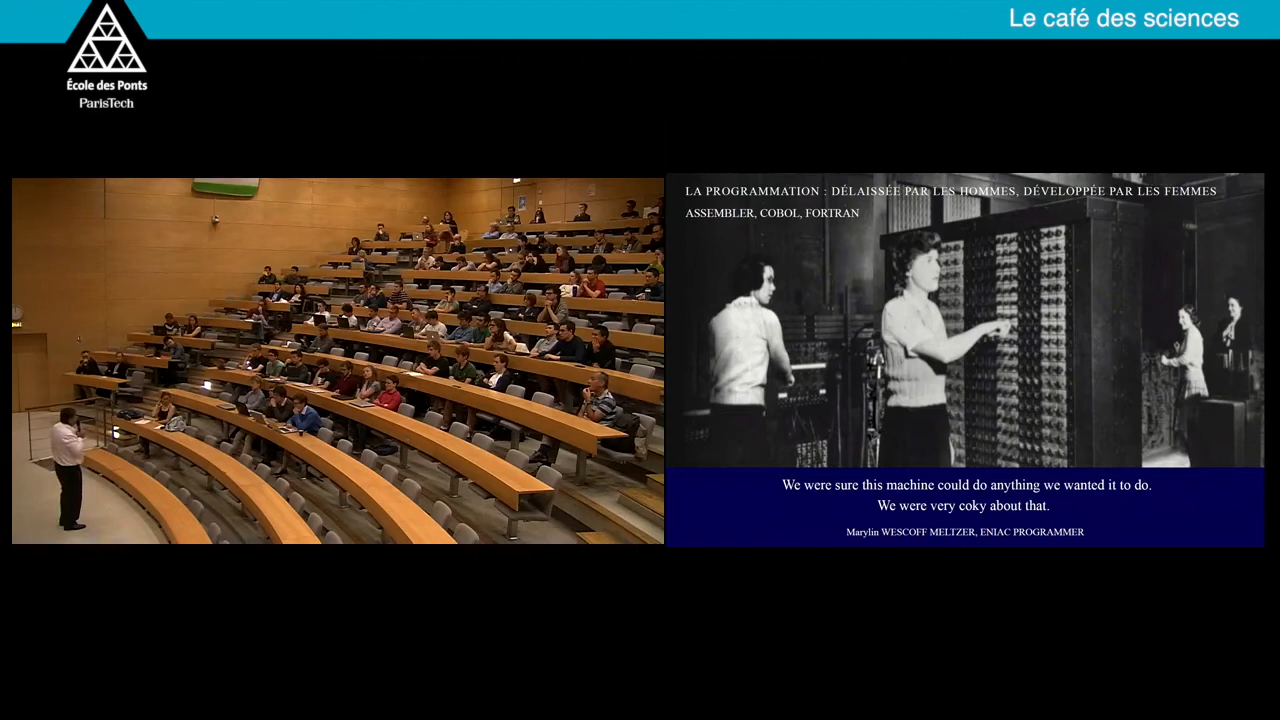 Le café des sciences
École des Ponts
ParisTech
LA PROGRAMMATION : DÉLAISSÉE PAR LES HOMMES, DÉVELOPPÉE PAR LES FEMMES
ASSEMBLER, COBOL, FORTRAN
We were sure this machine could do anything we wanted it to do.
We were very coky about that.
Marylin WESCOFF MELTZER, ENIAC PROGRAMMER